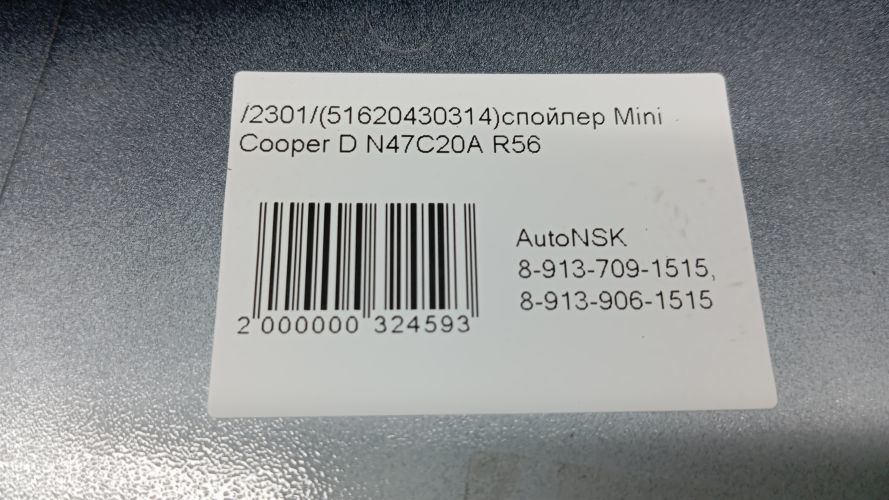 /2301/(51620430314)спойлер Mini
Cooper D N47C20A R56
AutoNSK
8-913-709-1515,
8-913-906-1515
2 000000 324593